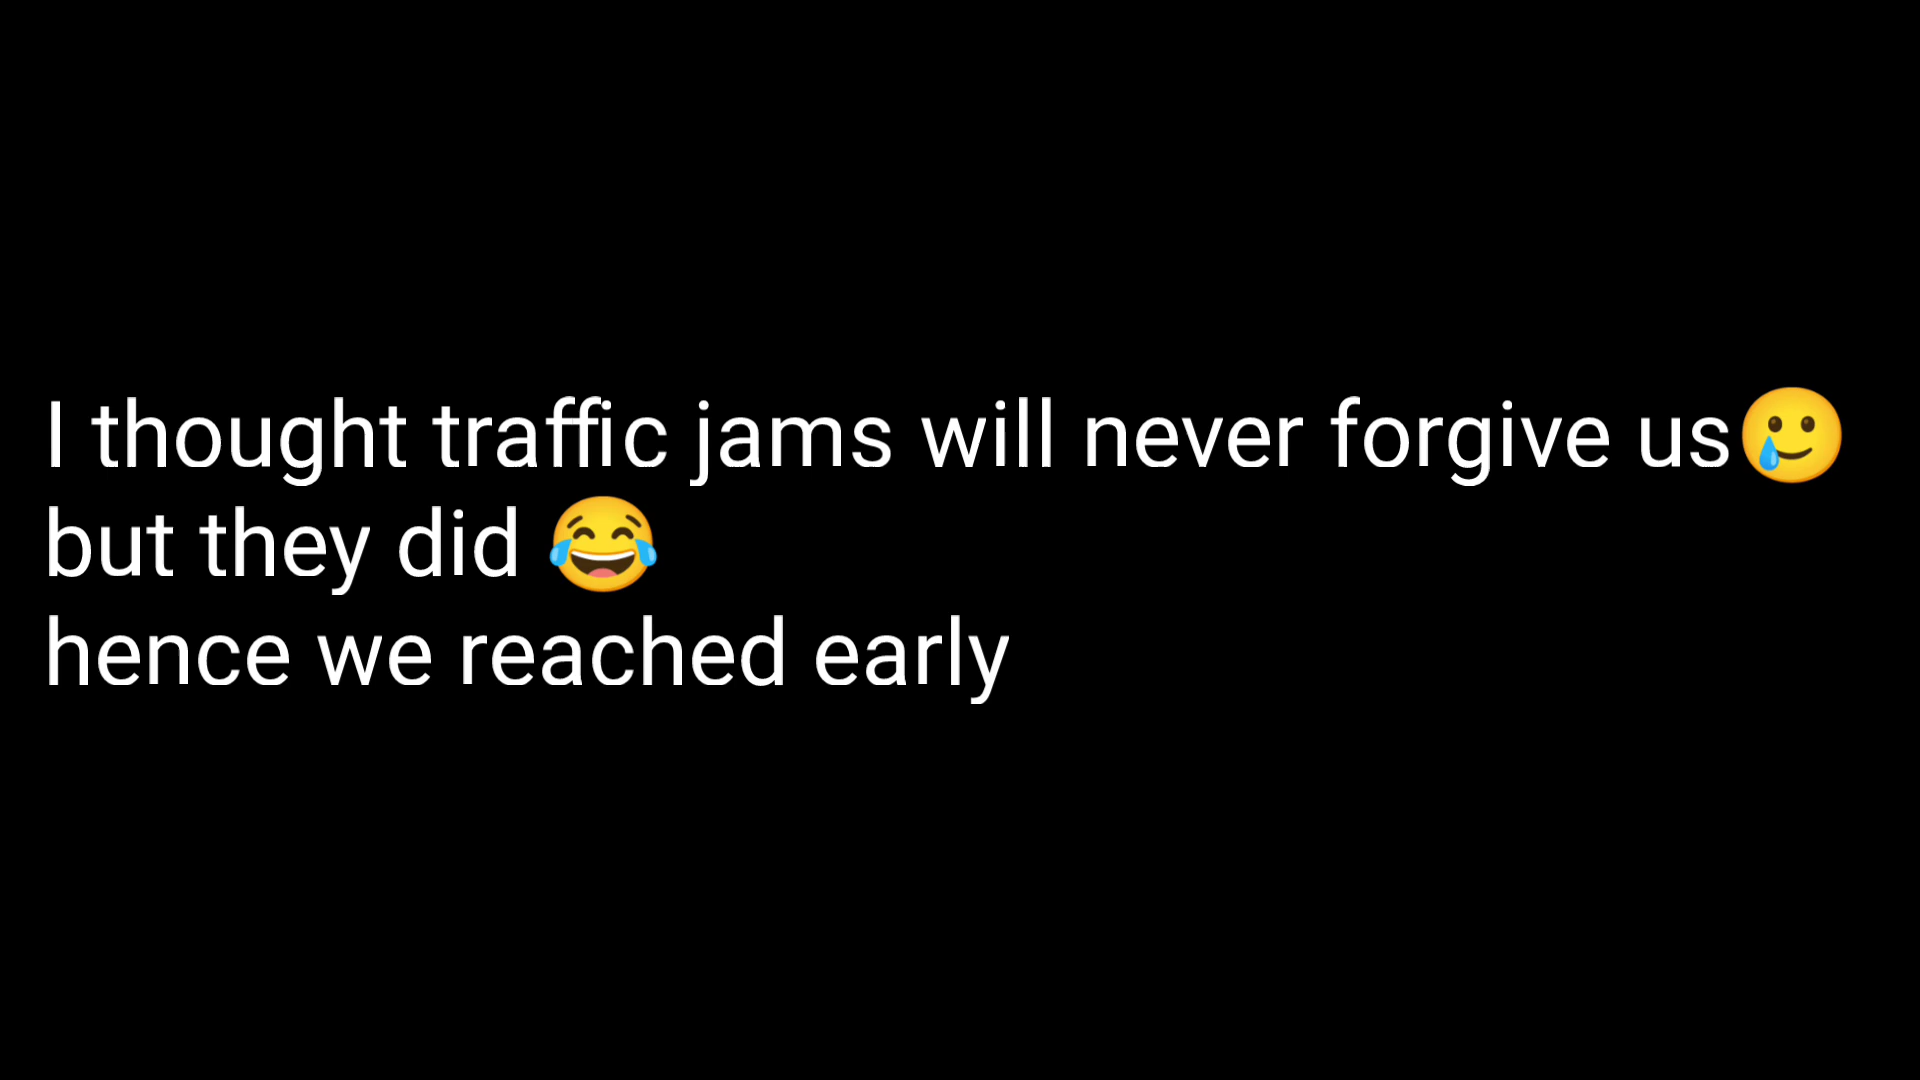 I thought traffic jams will never forgive us🥲
but they did 😂
hence we reached early